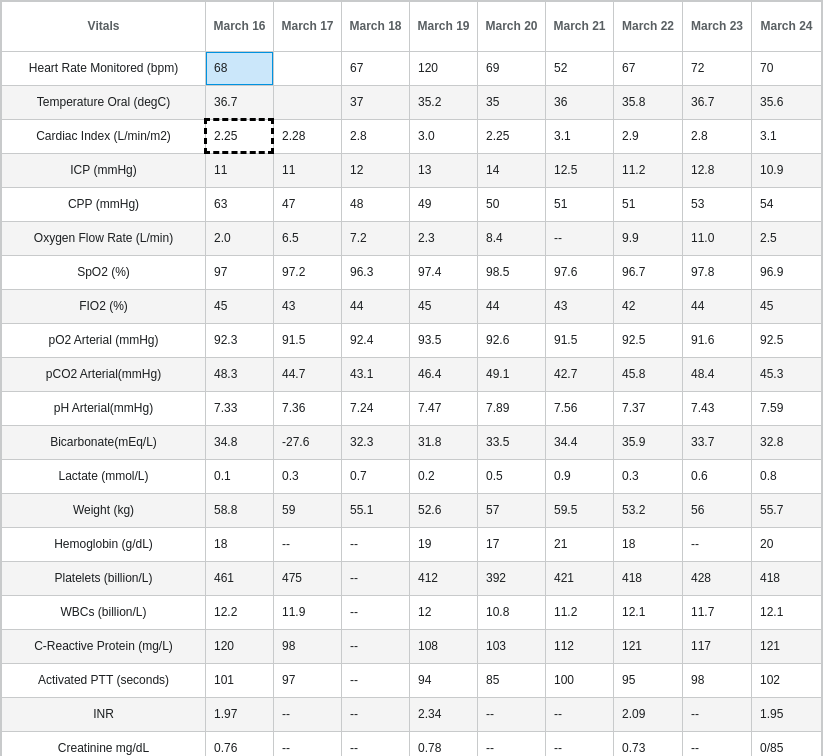 Vitals March 16 March 17 March 18 March 19 March 20 March 21 March 22 March 23 March 24
Heart Rate Monitored (bpm) 68 67 120 69 52 67 72 70
Temperature Oral (degC) 36.7 37 35.2 35 36 35.8 36.7 35.6
Cardiac Index (L/min/m2) 2.25 2.28 2.8 3.0 2.25 3.1 2.9 2.8 3.1
ICP (mmHg) 11 11 12 13 14 12.5 11.2 12.8 10.9
CPP (mmHg) 63 47 48 49 50 51 51 53 54
Oxygen Flow Rate (L/min) 2.0 6.5 7.2 2.3 8.4 -- 9.9 11.0 2.5
SpO2 (%) 97 97.2 96.3 97.4 98.5 97.6 96.7 97.8 96.9
FIO2 (%) 45 43 44 45 44 43 42 44 45
pO2 Arterial (mmHg) 92.3 91.5 92.4 93.5 92.6 91.5 92.5 91.6 92.5
pCO2 Arterial(mmHg) 48.3 44.7 43.1 46.4 49.1 42.7 45.8 48.4 45.3
pH Arterial(mmHg) 7.33 7.36 7.24 7.47 7.89 7.56 7.37 7.43 7.59
Bicarbonate(mEq/L) 34.8 -27.6 32.3 31.8 33.5 34.4 35.9 33.7 32.8
Lactate (mmol/L) 0.1 0.3 0.7 0.2 0.5 0.9 0.3 0.6 0.8
Weight (kg) 58.8 59 55.1 52.6 57 59.5 53.2 56 55.7
Hemoglobin (g/dL) 18 -- -- 19 17 21 18 -- 20
Platelets (billion/L) 461 475 -- 412 392 421 418 428 418
WBCs (billion/L) 12.2 11.9 -- 12 10.8 11.2 12.1 11.7 12.1
C-Reactive Protein (mg/L) 120 98 -- 108 103 112 121 117 121
Activated PTT (seconds) 101 97 -- 94 85 100 95 98 102
INR 1.97 -- -- 2.34 -- -- 2.09 -- 1.95
Creatinine mg/dL 0.76 -- -- 0.78 -- -- 0.73 -- 0/85